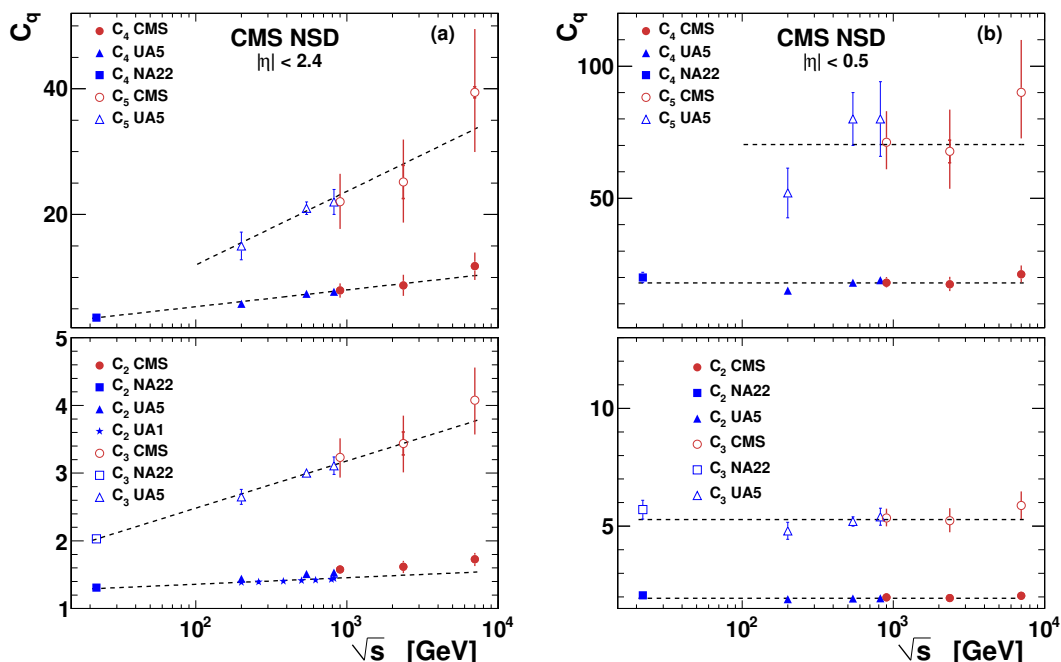 C_q
CMS NSD
|η| < 2.4
(a)
C_4 CMS
C_4 UA5
C_4 NA22
C_5 CMS
C_5 UA5
40
20
5
4
3
2
1
C_2 CMS
C_2 NA22
C_2 UA5
C_2 UA1
C_3 CMS
C_3 NA22
C_3 UA5
10^2
10^3
10^4
√s [GeV]
C_q
C_4 CMS
C_4 UA5
C_4 NA22
C_5 CMS
C_5 UA5
CMS NSD
|η| < 0.5
(b)
100
50
10
5
C_2 CMS
C_2 NA22
C_2 UA5
C_3 CMS
C_3 NA22
C_3 UA5
10^2
10^3
10^4
√s [GeV]